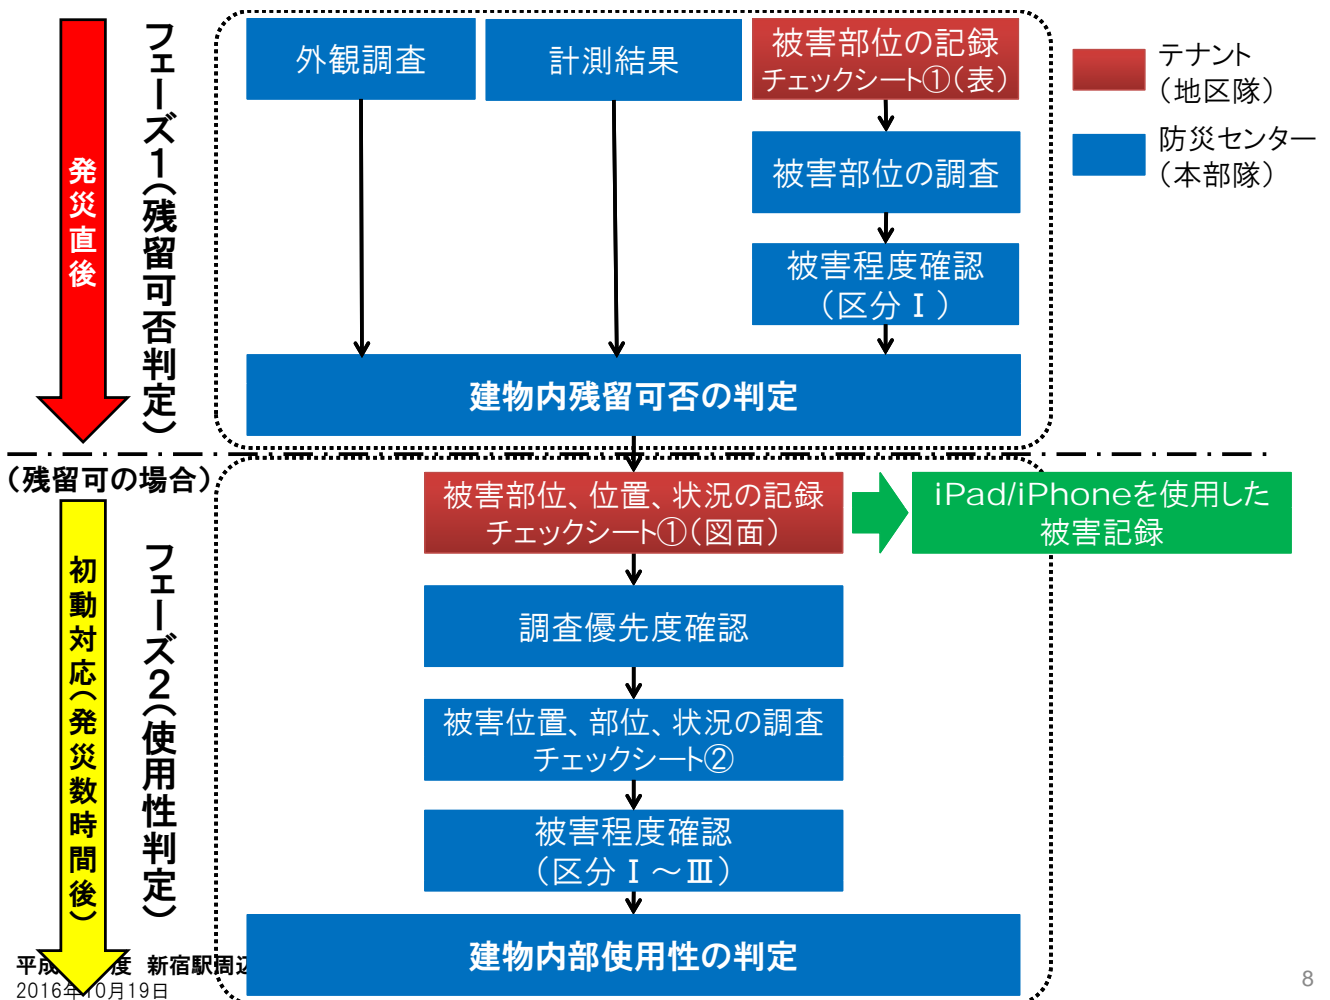 発災直後
フェーズ1(残留可否判定)
外観調査
計測結果
被害部位の記録
チェックシート①(表)
被害部位の調査
被害程度確認
(区分Ⅰ)
建物内残留可否の判定
テナント
(地区隊)
防災センター
(本部隊)
(残留可の場合)
初動対応(発災数時間後)
フェーズ2(使用性判定)
被害部位、位置、状況の記録
チェックシート①(図面)
iPad/iPhoneを使用した
被害記録
調査優先度確認
被害位置、部位、状況の調査
チェックシート②
被害程度確認
(区分Ⅰ～Ⅲ)
建物内部使用性の判定
平成 度 新宿駅周辺
2016年10月19日
8